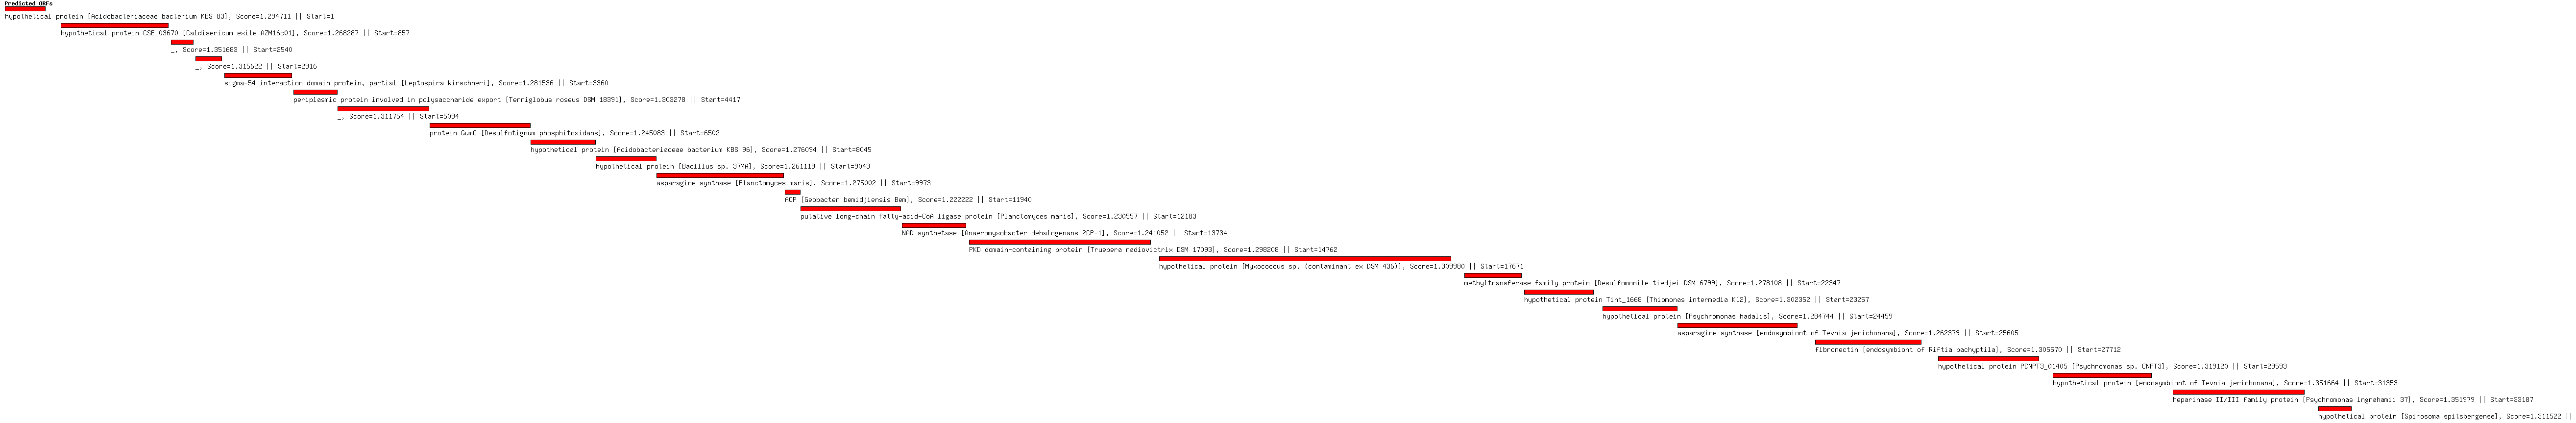 Predicted ORFs
hypothetical protein [Acidobacteriaceae bacterium KBS 83], Score=1.294711 || Start=1
hypothetical protein CSE_03670 [Caldisericum exile AZM16c01], Score=1.268287 || Start=857
_, Score=1.351683 || Start=2540
_, Score=1.315622 || Start=2916
sigma-54 interaction domain protein, partial [Leptospira kirschneri], Score=1.281536 || Start=3360
periplasmic protein involved in polysaccharide export [Terriglobus roseus DSM 18391], Score=1.303278 || Start=4417
_, Score=1.311754 || Start=5094
protein GumC [Desulfotignum phosphitoxidans], Score=1.245083 || Start=6502
hypothetical protein [Acidobacteriaceae bacterium KBS 96], Score=1.276094 || Start=8045
hypothetical protein [Bacillus sp. 37MA], Score=1.261119 || Start=9043
asparagine synthase [Planctomyces maris], Score=1.275002 || Start=9973
ACP [Geobacter bemidjiensis Bem], Score=1.222222 || Start=11940
putative long-chain fatty-acid-CoA ligase protein [Planctomyces maris], Score=1.230557 || Start=12183
NAD synthetase [Anaeromyxobacter dehalogenans 2CP-1], Score=1.241052 || Start=13734
PKD domain-containing protein [Truepera radiovictrix DSM 17093], Score=1.298208 || Start=14762
hypothetical protein [Myxococcus sp. (contaminant ex DSM 436)], Score=1.309980 || Start=17671
methyltransferase family protein [Desulfomonile tiedjei DSM 6799], Score=1.278108 || Start=22347
hypothetical protein Tint_1668 [Thiomonas intermedia K12], Score=1.302352 || Start=23257
hypothetical protein [Psychromonas hadalis], Score=1.284744 || Start=24459
asparagine synthase [endosymbiont of Tevnia jerichonana], Score=1.262379 || Start=25605
fibronectin [endosymbiont of Riftia pachyptila], Score=1.305570 || Start=27712
hypothetical protein PCNPT3_01405 [Psychromonas sp. CNPT3], Score=1.319120 || Start=29593
hypothetical protein [endosymbiont of Tevnia jerichonana], Score=1.351664 || Start=31353
heparinase II/III family protein [Psychromonas ingrahamii 37], Score=1.351979 || Start=33187
hypothetical protein [Spirosoma spitsbergense], Score=1.311522 ||